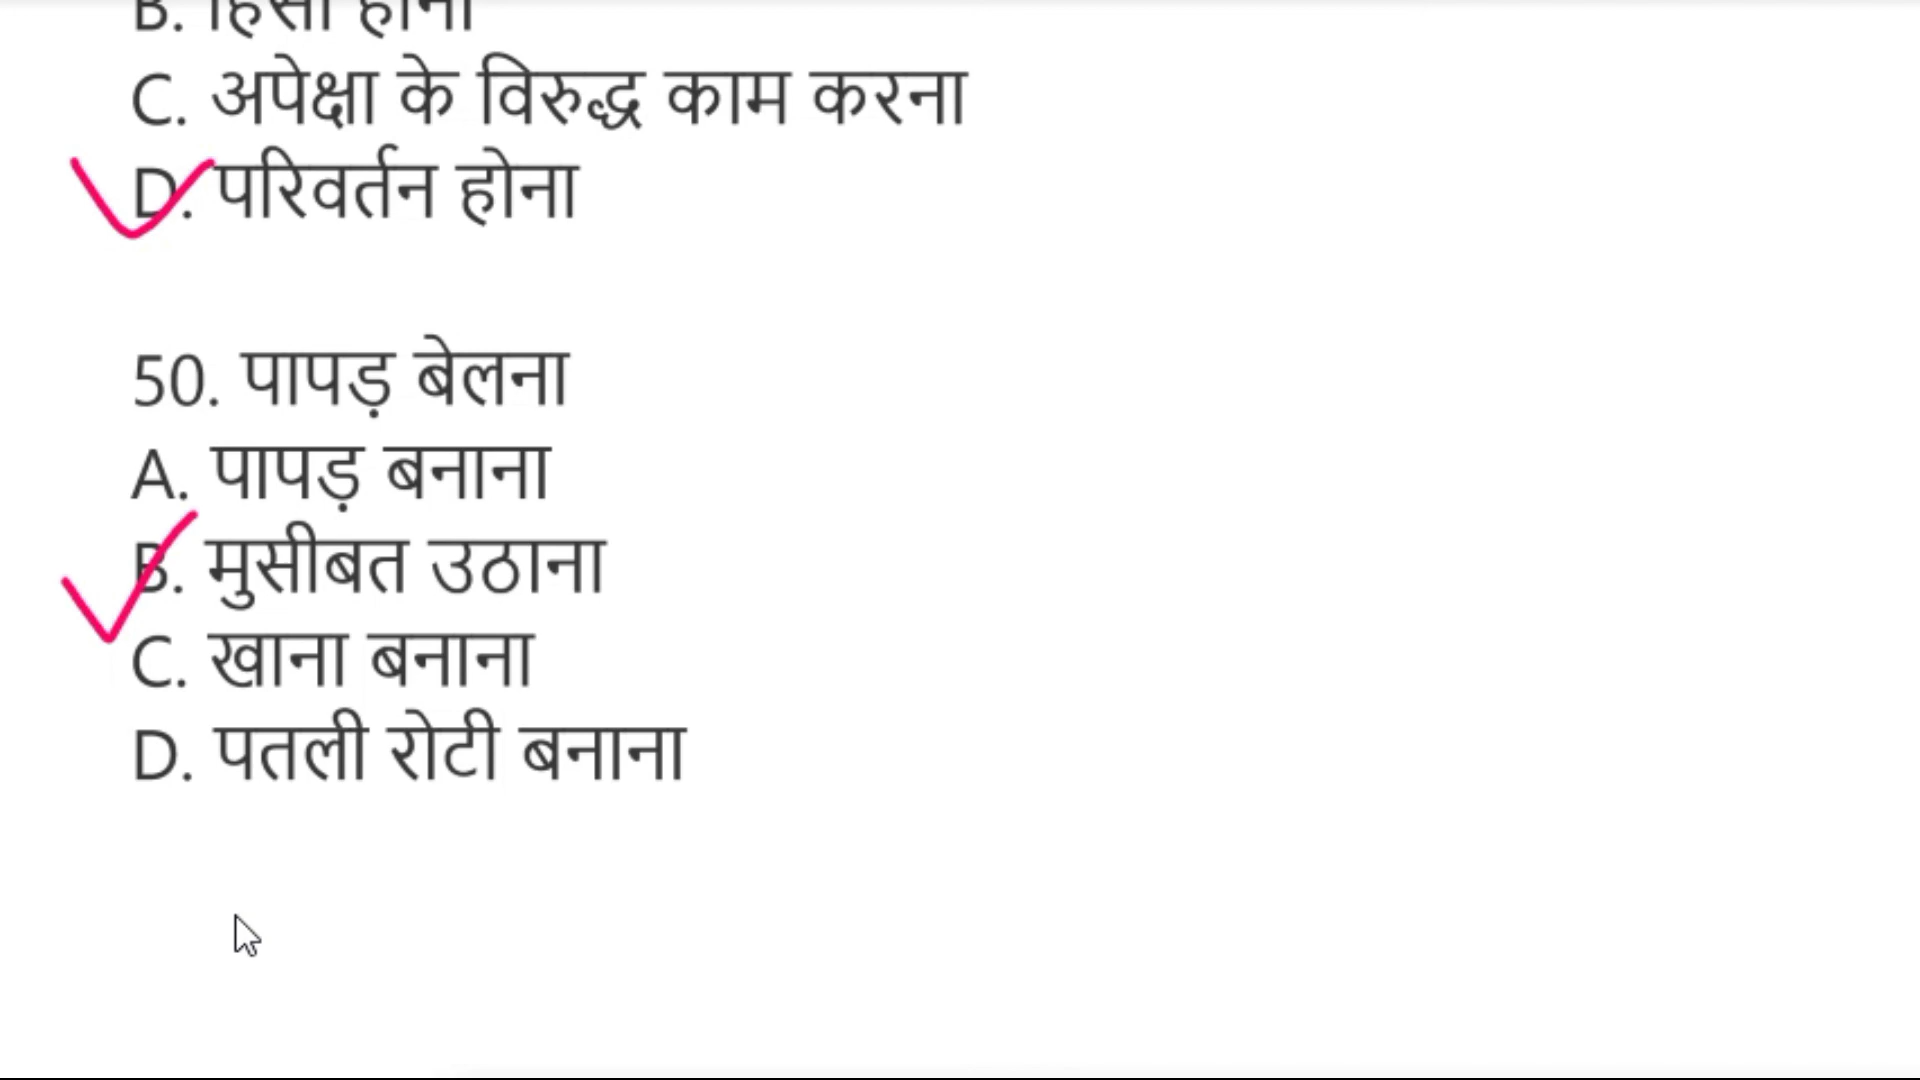 B. हिंसा होना
C. अपेक्षा के विरुद्ध काम करना
D. परिवर्तन होना
50. पापड़ बेलना
A. पापड़ बनाना
B. मुसीबत उठाना
C. खाना बनाना
D. पतली रोटी बनाना